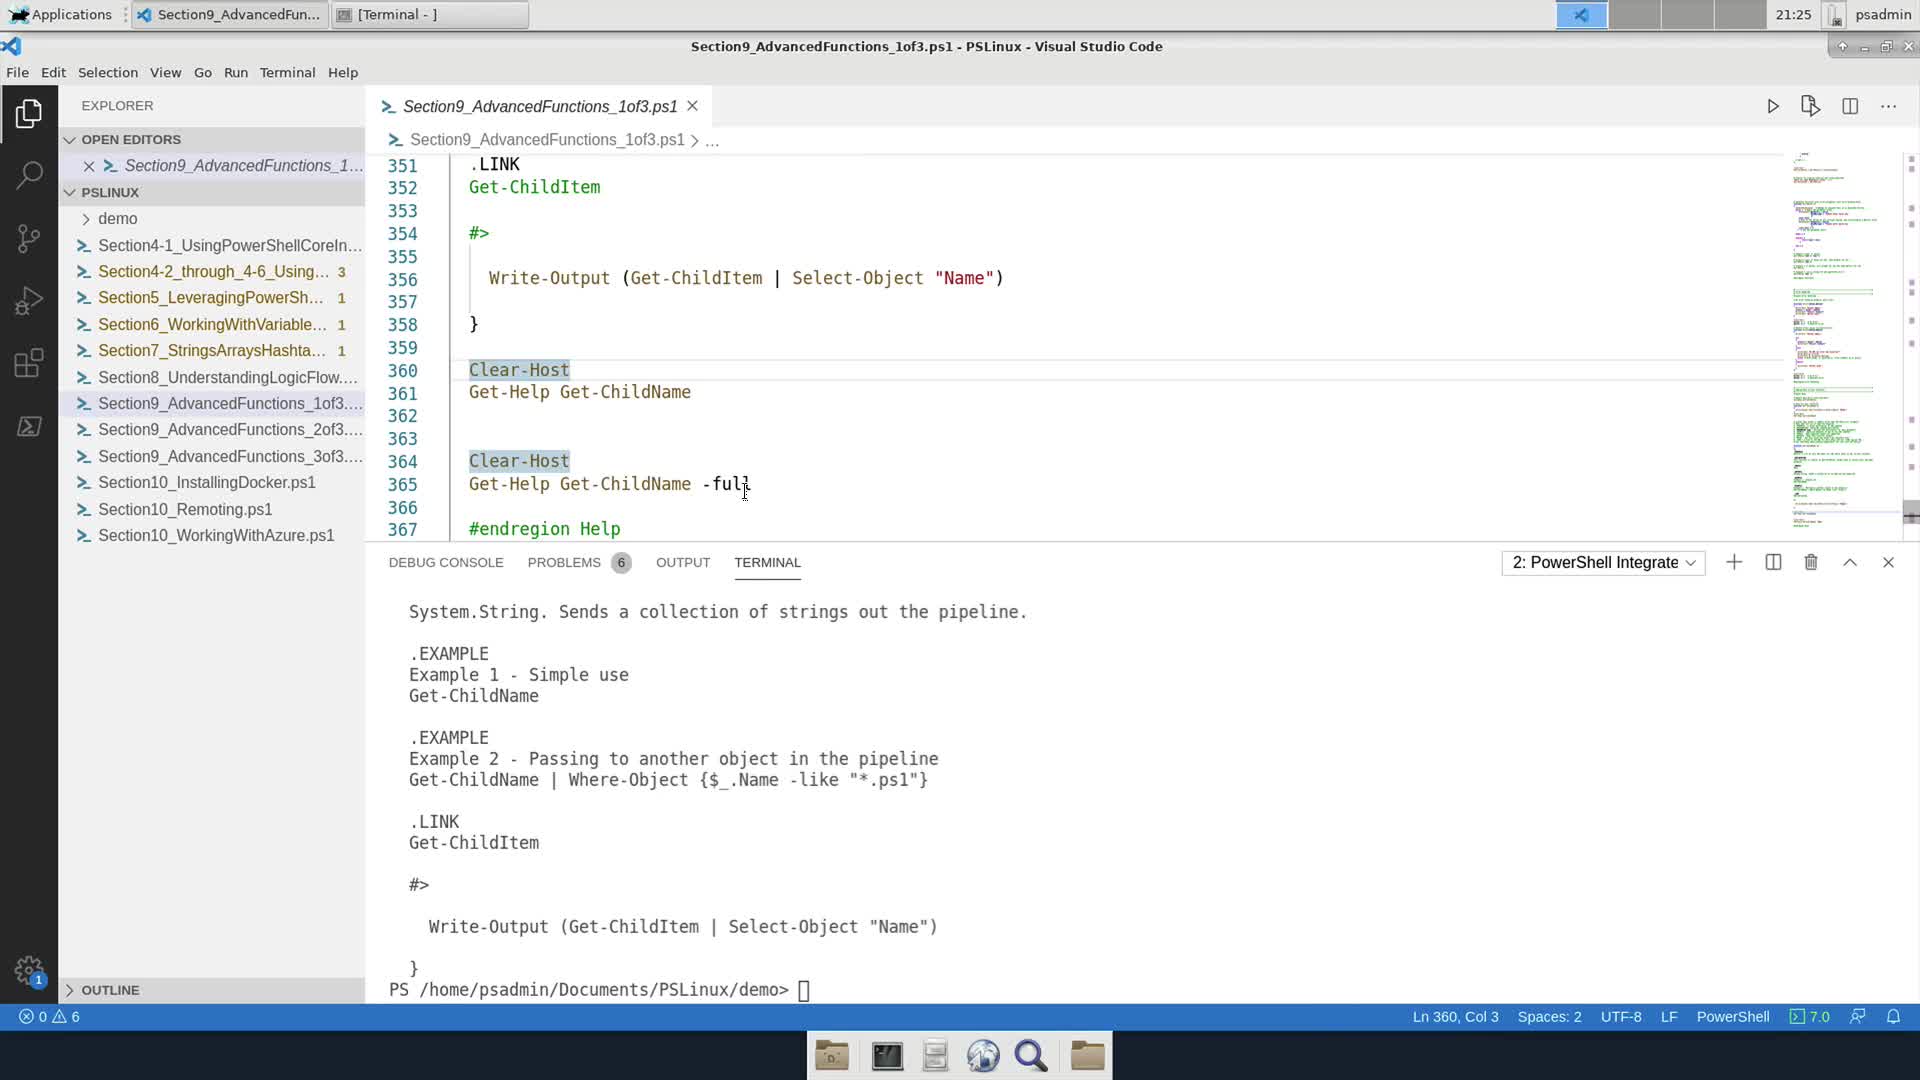 Applications
Section9_AdvancedFun...
[Terminal - ]
21:25
psadmin
Section9_AdvancedFunctions_1of3.ps1 - PSLinux - Visual Studio Code
File Edit Selection View Go Run Terminal Help
EXPLORER
OPEN EDITORS
Section9_AdvancedFunctions_1...
PSLINUX
demo
Section4-1_UsingPowerShellCoreIn...
Section4-2_through_4-6_Using... 3
Section5_LeveragingPowerSh... 1
Section6_WorkingWithVariable... 1
Section7_StringsArraysHashta... 1
Section8_UnderstandingLogicFlow....
Section9_AdvancedFunctions_1of3....
Section9_AdvancedFunctions_2of3....
Section9_AdvancedFunctions_3of3....
Section10_InstallingDocker.ps1
Section10_Remoting.ps1
Section10_WorkingWithAzure.ps1
OUTLINE
1
Section9_AdvancedFunctions_1of3.ps1
Section9_AdvancedFunctions_1of3.ps1 > ...
351 .LINK
352 Get-ChildItem
353
354 #>
355
356 Write-Output (Get-ChildItem | Select-Object "Name")
357
358 }
359
360 Clear-Host
361 Get-Help Get-ChildName
362
363
364 Clear-Host
365 Get-Help Get-ChildName -full
366
367 #endregion Help
DEBUG CONSOLE PROBLEMS 6 OUTPUT TERMINAL
2: PowerShell Integrate
System.String. Sends a collection of strings out the pipeline.
.EXAMPLE
Example 1 - Simple use
Get-ChildName
.EXAMPLE
Example 2 - Passing to another object in the pipeline
Get-ChildName | Where-Object {$_.Name -like "*.ps1"}
.LINK
Get-ChildItem
#>
Write-Output (Get-ChildItem | Select-Object "Name")
}
PS /home/psadmin/Documents/PSLinux/demo>
0 6
Ln 360, Col 3 Spaces: 2 UTF-8 LF PowerShell 7.0